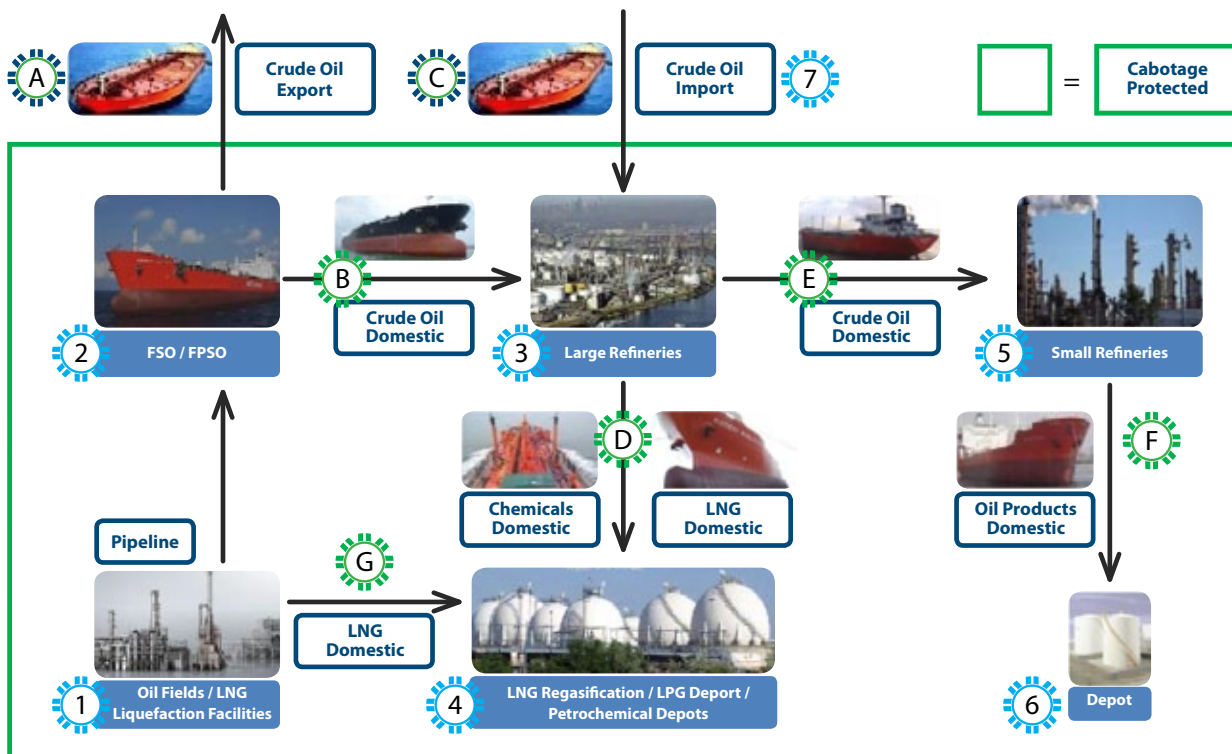 A
Crude Oil
Export
C
Crude Oil
Import
7
=
Cabotage
Protected
B
Crude Oil
Domestic
E
Crude Oil
Domestic
2
FSO / FPSO
3
Large Refineries
5
Small Refineries
D
Chemicals
Domestic
LNG
Domestic
F
Oil Products
Domestic
Pipeline
G
LNG
Domestic
1
Oil Fields / LNG
Liquefaction Facilities
4
LNG Regasification / LPG Deport /
Petrochemical Depots
6
Depot